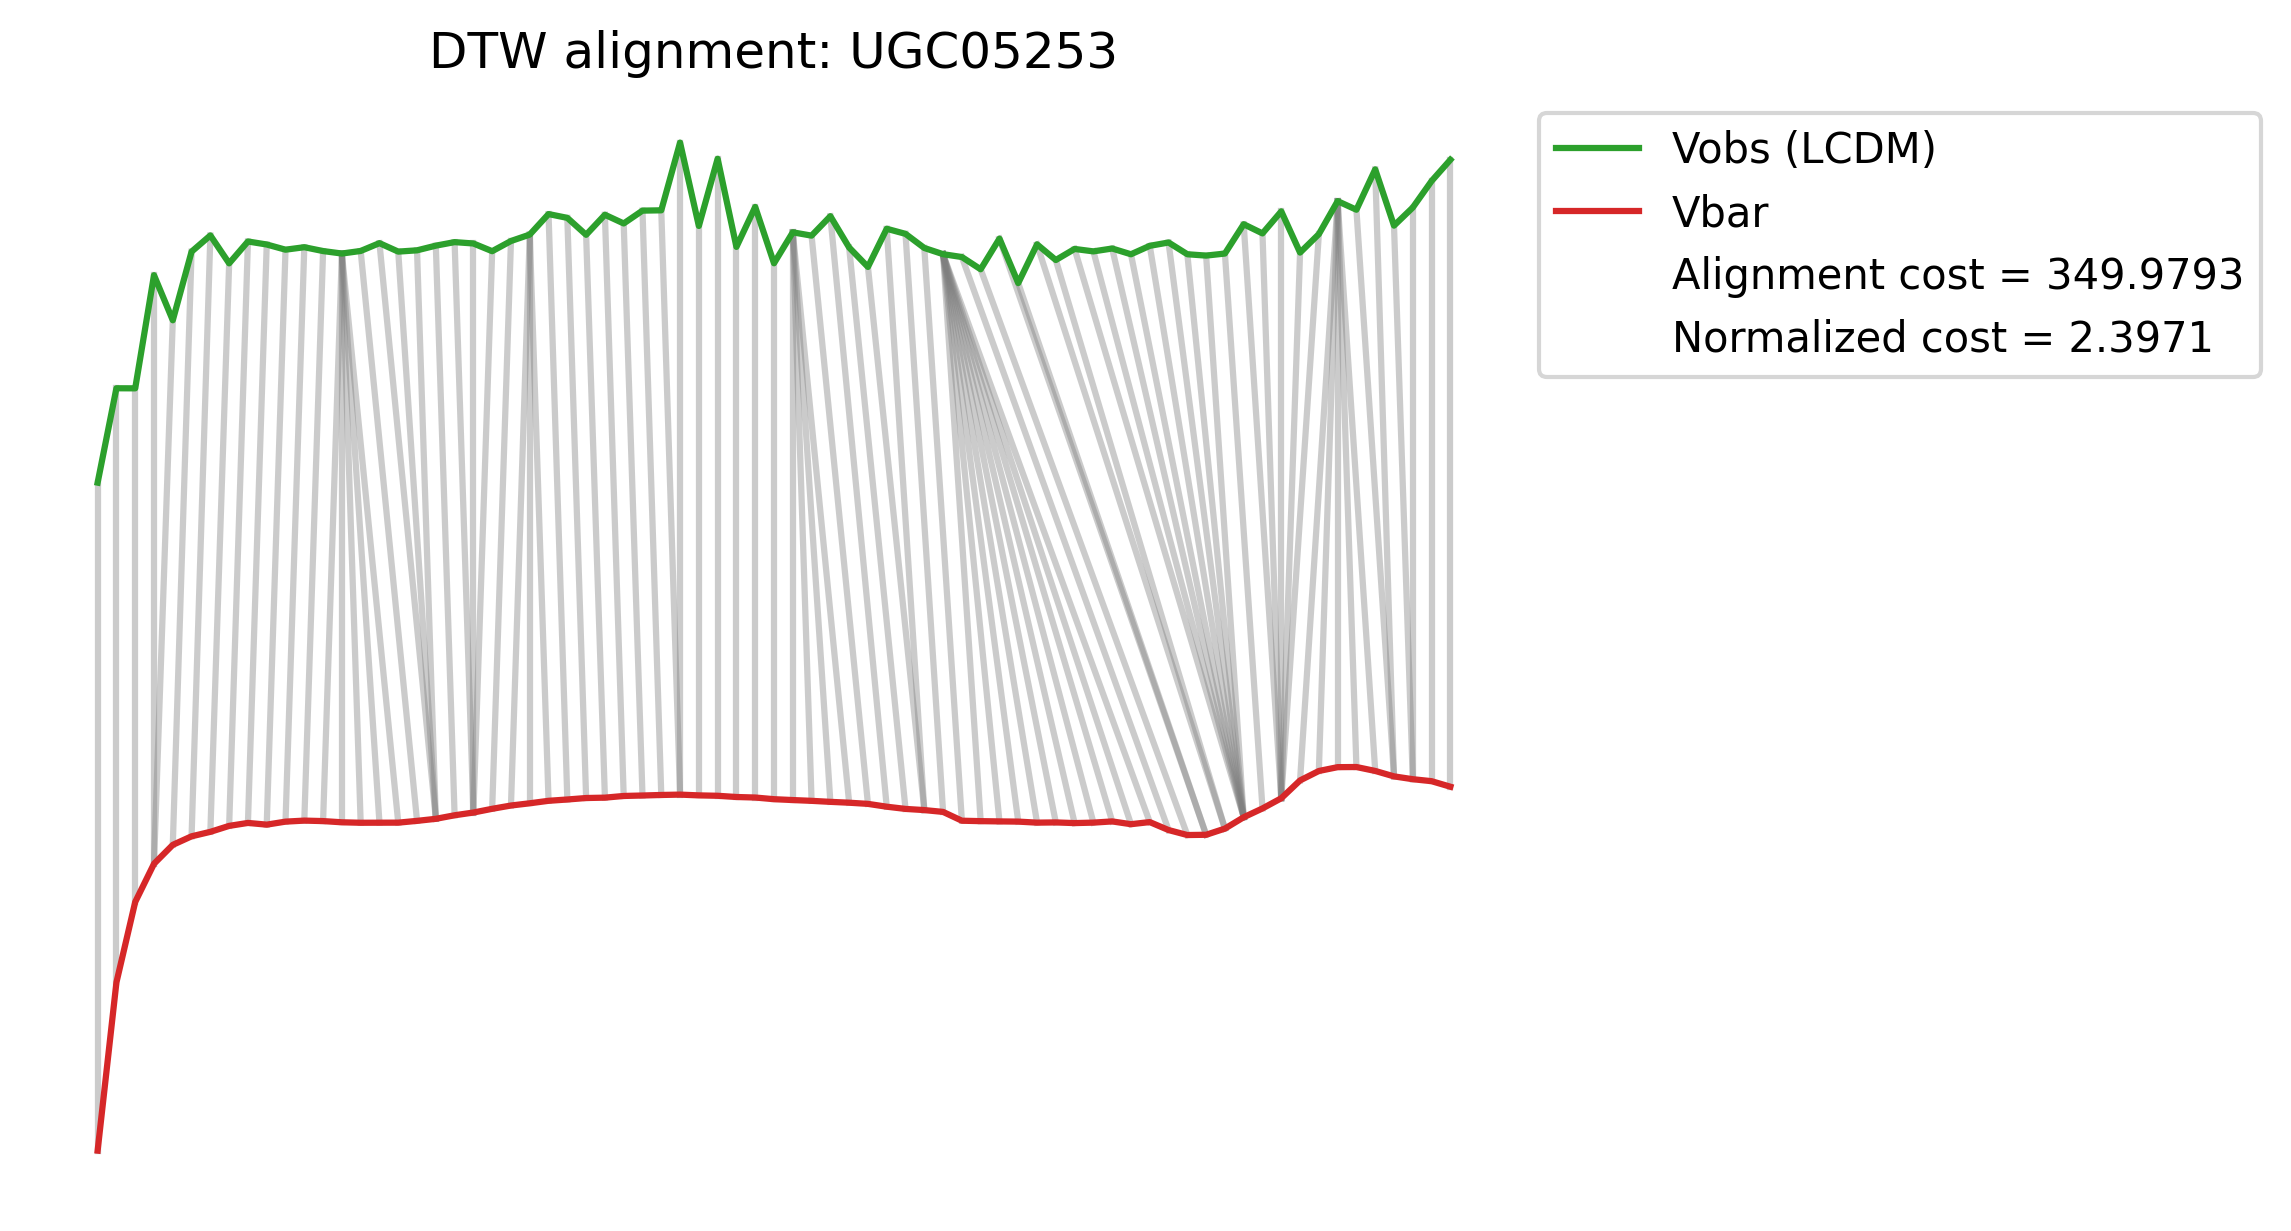 DTW alignment: UGC05253
Vobs (LCDM)
Vbar
Alignment cost = 349.9793
Normalized cost = 2.3971